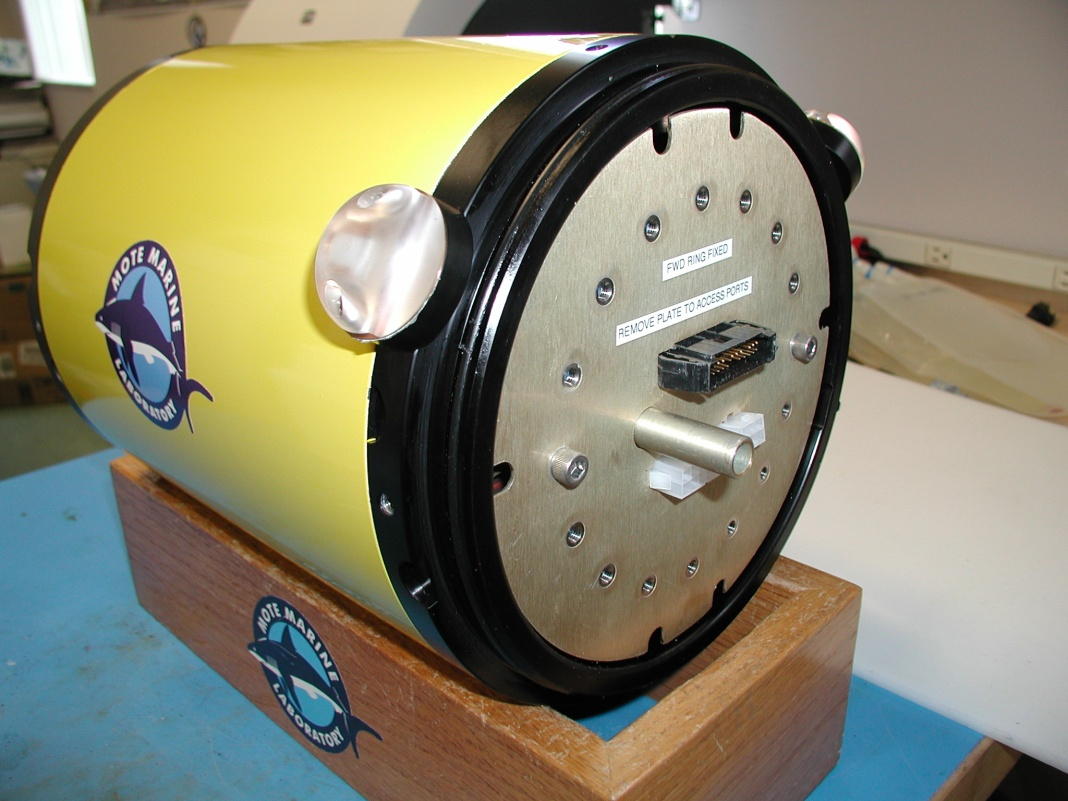 MOTE MARINE
LABORATORY
FWD RING FIXED
REMOVE PLATE TO ACCESS PORTS
MOTE MARINE
LABORATORY